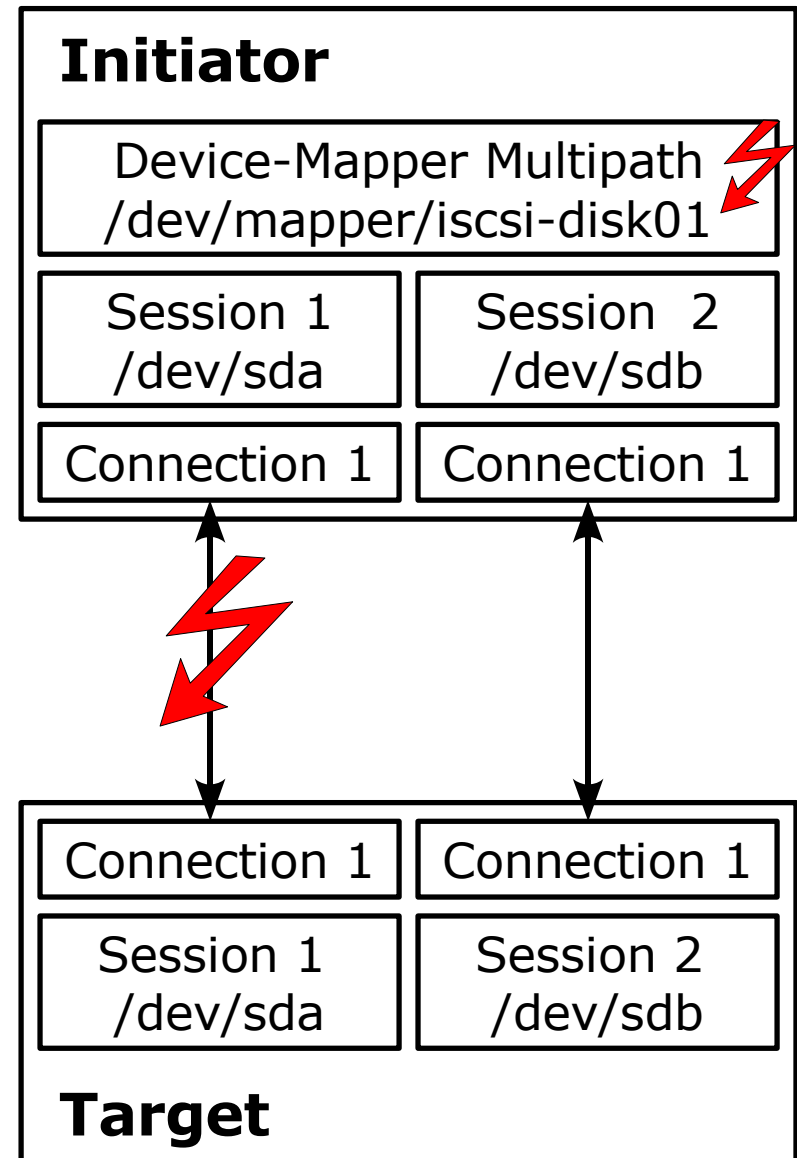 Initiator
Device-Mapper Multipath
/dev/mapper/iscsi-disk01
Session 1
/dev/sda
Session 2
/dev/sdb
Connection 1
Connection 1
Connection 1
Connection 1
Session 1
/dev/sda
Session 2
/dev/sdb
Target